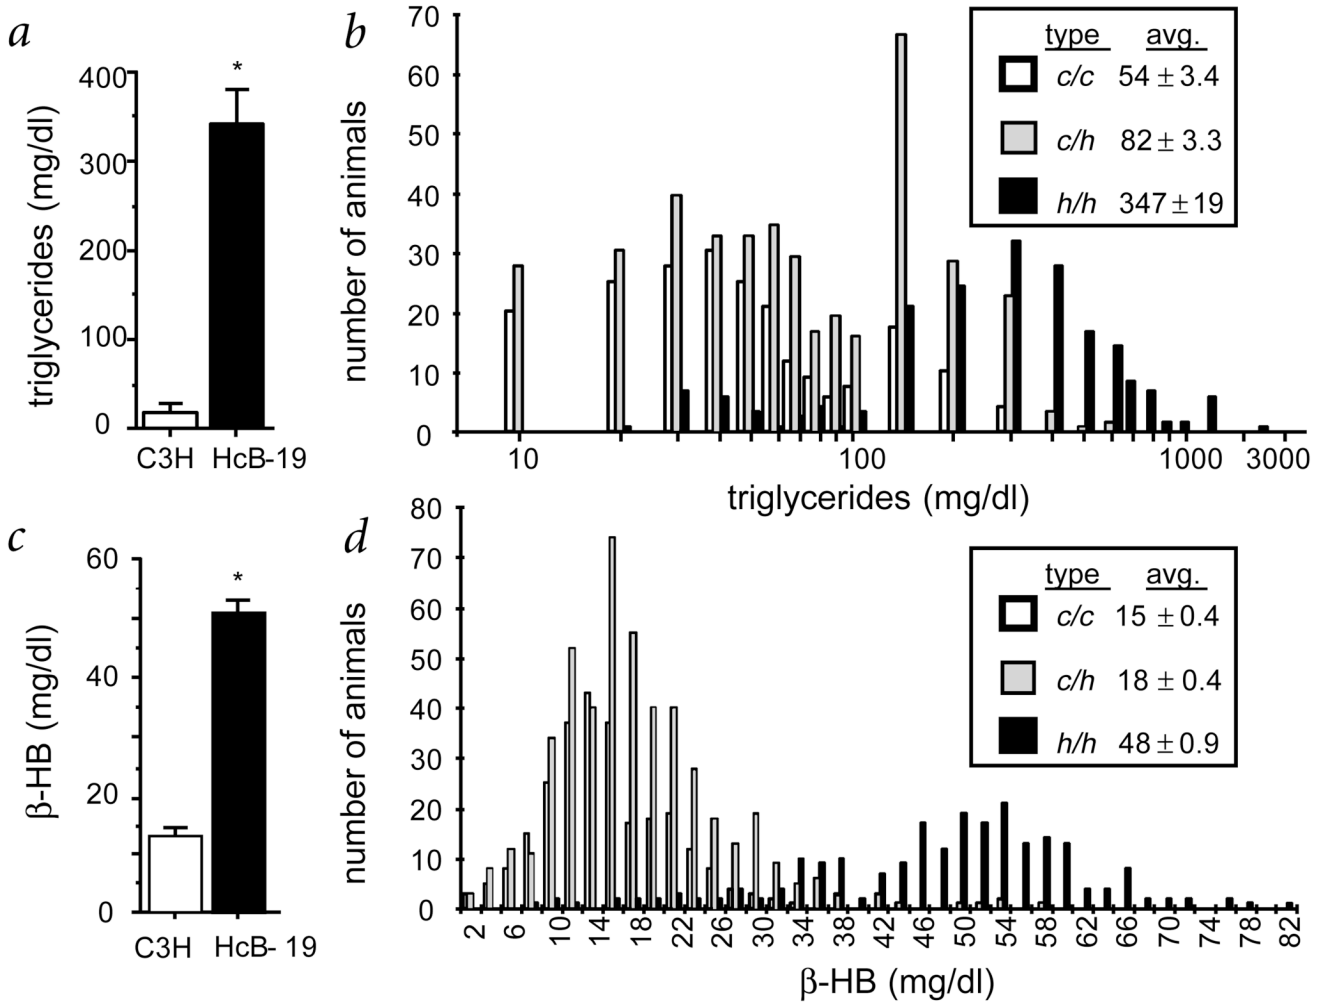 a
triglycerides (mg/dl)
400
300
200
100
0
*
C3H HcB-19
b
number of animals
70
60
50
40
30
20
10
0
10 100 1000 3000
triglycerides (mg/dl)
type avg.
c/c 54 ± 3.4
c/h 82 ± 3.3
h/h 347 ± 19
c
β-HB (mg/dl)
60
40
20
0
*
C3H HcB- 19
d
number of animals
80
70
60
50
40
30
20
10
0
2 6 10 14 18 22 26 30 34 38 42 46 50 54 58 62 66 70 74 78 82
β-HB (mg/dl)
type avg.
c/c 15 ± 0.4
c/h 18 ± 0.4
h/h 48 ± 0.9